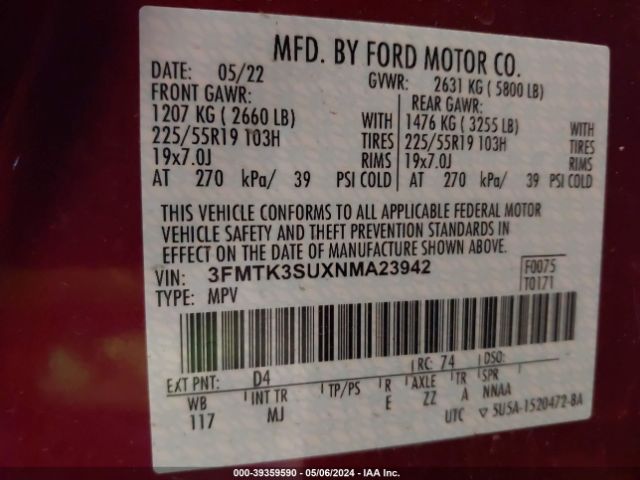 MFD. BY FORD MOTOR CO.
DATE: 05/22 GVWR: 2631 KG ( 5800 LB)
FRONT GAWR: REAR GAWR:
1207 KG ( 2660 LB) WITH 1476 KG ( 3255 LB) WITH
225/55R19 103H TIRES 225/55R19 103H TIRES
19x7.0J RIMS 19x7.0J RIMS
AT 270 kPa/ 39 PSI COLD AT 270 kPa/ 39 PSI COLD
THIS VEHICLE CONFORMS TO ALL APPLICABLE FEDERAL MOTOR
VEHICLE SAFETY AND THEFT PREVENTION STANDARDS IN
EFFECT ON THE DATE OF MANUFACTURE SHOWN ABOVE.
VIN: 3FMTK3SUXNMA23942 F0075
TYPE: MPV T0171
EXT PNT: D4 RC: 74 DSO:
WB INT TR TP/PS R AXLE TR SPR
117 MJ E ZZ A NNAA
UTC ▽ 5U5A-1520472-8A
000-39359590 - 05/06/2024 - IAA Inc.